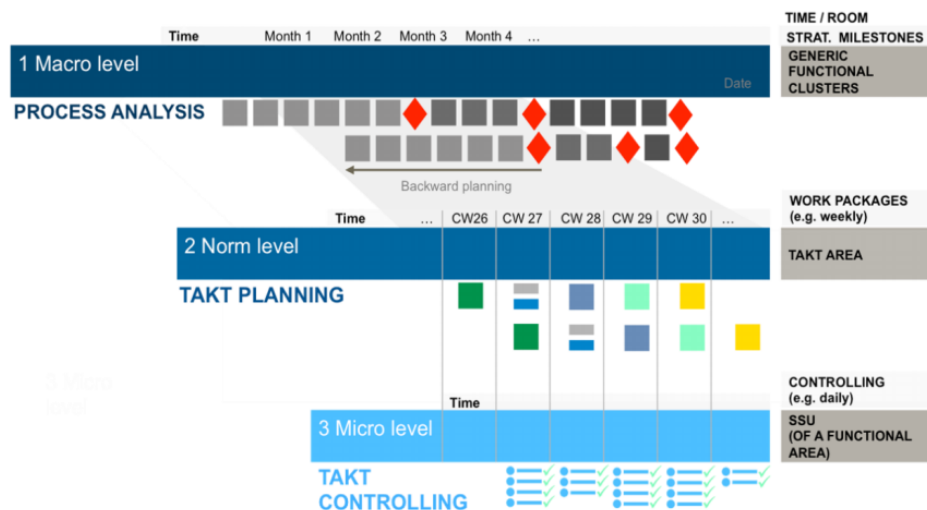 TIME / ROOM
Time Month 1 Month 2 Month 3 Month 4 ...
STRAT. MILESTONES
1 Macro level
Date
GENERIC
FUNCTIONAL
CLUSTERS
PROCESS ANALYSIS
Backward planning
WORK PACKAGES
(e.g. weekly)
Time ... CW26 CW 27 CW 28 CW 29 CW 30 ...
2 Norm level
TAKT AREA
TAKT PLANNING
3 Micro
level
CONTROLLING
(e.g. daily)
Time
3 Micro level
SSU
(OF A FUNCTIONAL
AREA)
TAKT
CONTROLLING